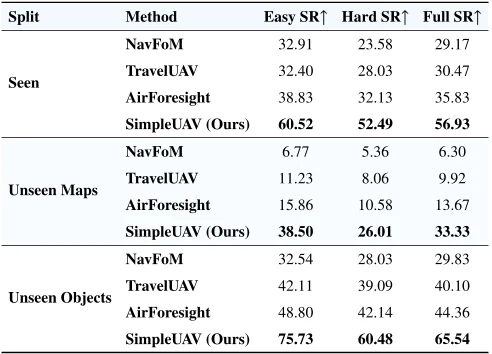 Split Method Easy SR↑ Hard SR↑ Full SR↑
NavFoM 32.91 23.58 29.17
TravelUAV 32.40 28.03 30.47
Seen
AirForesight 38.83 32.13 35.83
SimpleUAV (Ours) 60.52 52.49 56.93
NavFoM 6.77 5.36 6.30
TravelUAV 11.23 8.06 9.92
Unseen Maps
AirForesight 15.86 10.58 13.67
SimpleUAV (Ours) 38.50 26.01 33.33
NavFoM 32.54 28.03 29.83
TravelUAV 42.11 39.09 40.10
Unseen Objects
AirForesight 48.80 42.14 44.36
SimpleUAV (Ours) 75.73 60.48 65.54